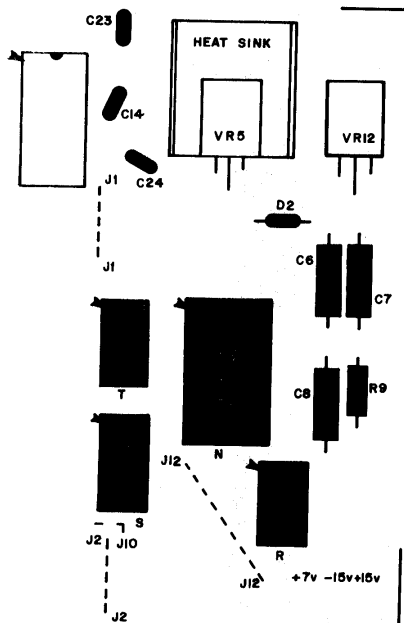 C23
HEAT SINK
C14
VR5
VR12
C24
J1
D2
J1
C6
C7
T
C8
R9
N
J12
S
J2
J10
R
J12
+7v -15v+15v
J2